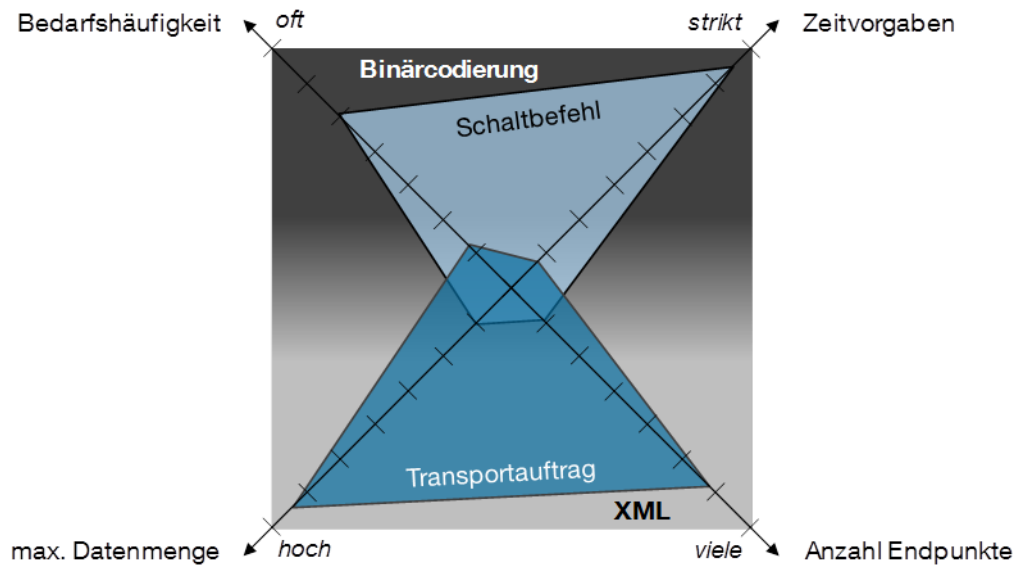 Bedarfshäufigkeit
oft
strikt
Zeitvorgaben
Binärcodierung
Schaltbefehl
Transportauftrag
XML
max. Datenmenge
hoch
viele
Anzahl Endpunkte